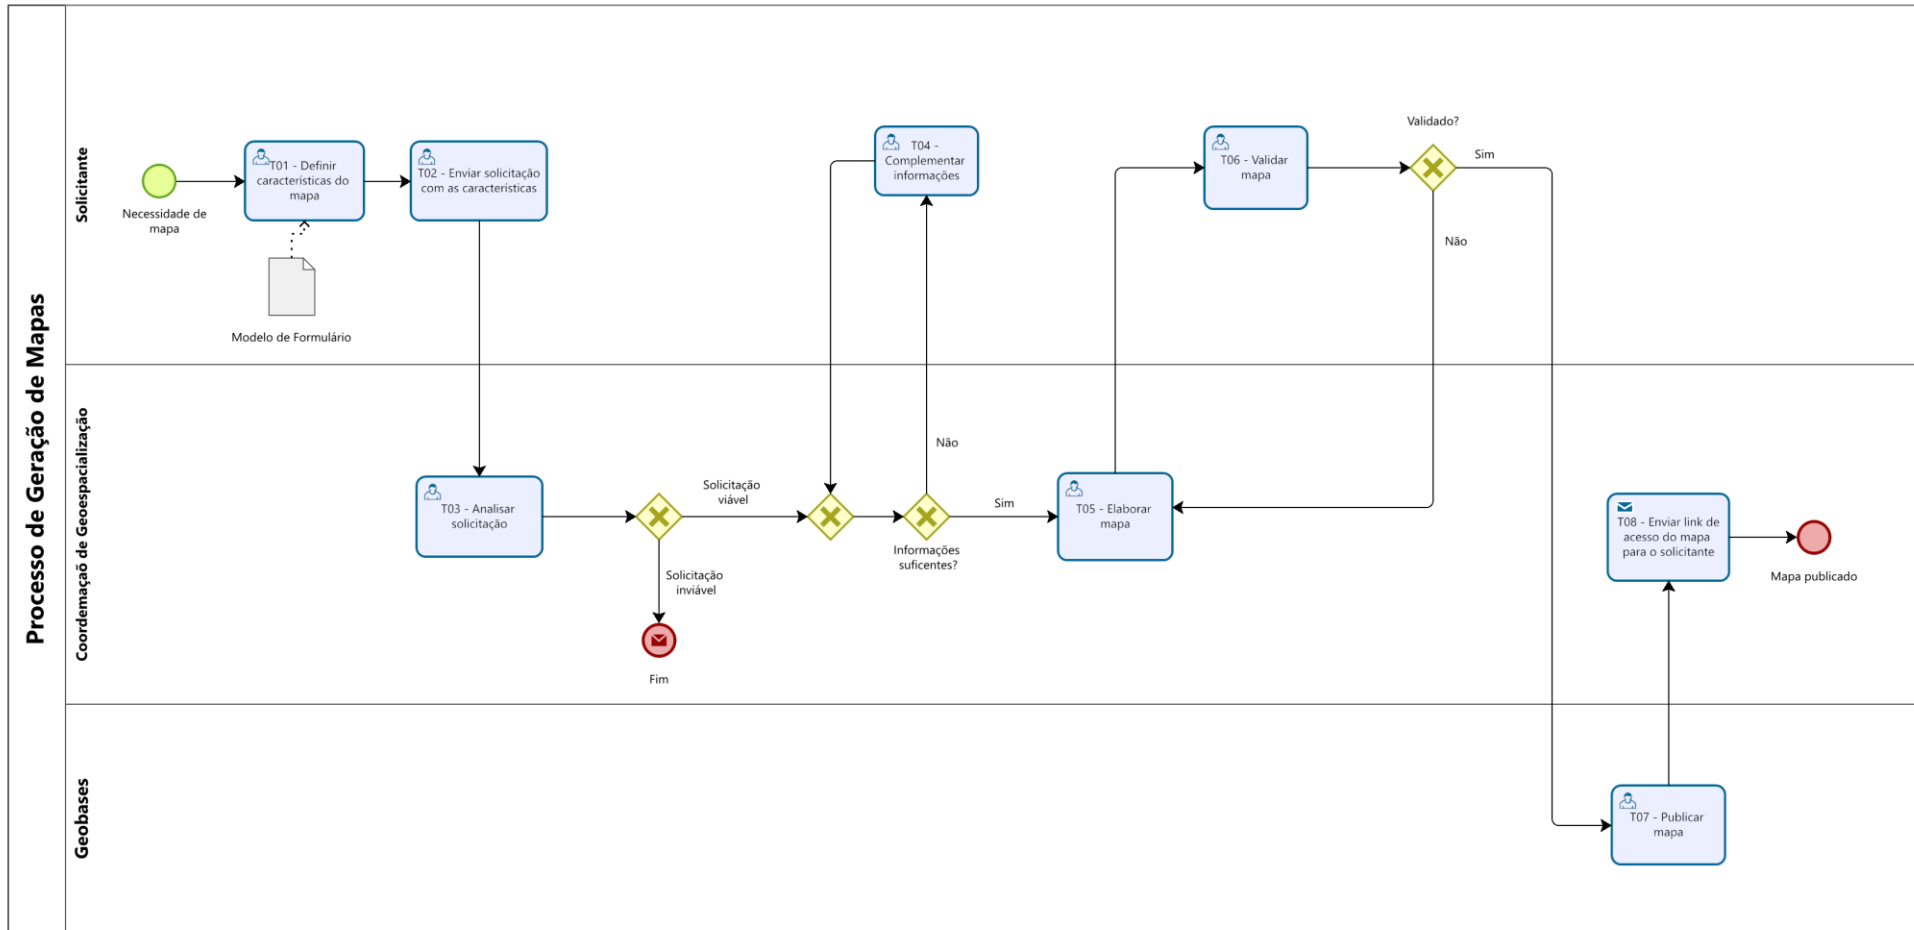 Processo de Geração de Mapas
Solicitante
Necessidade de
mapa
T01 - Definir
características do
mapa
Modelo de Formulário
T02 - Enviar solicitação
com as características
T04 -
Complementar
informações
T06 - Validar
mapa
Validado?
Sim
Não
Coordemaçaõ de Geoespacialização
T03 - Analisar
solicitação
Solicitação
viável
Solicitação
inviável
Fim
Não
Informações
suficentes?
Sim
T05 - Elaborar
mapa
T08 - Enviar link de
acesso do mapa
para o solicitante
Mapa publicado
Geobases
T07 - Publicar
mapa